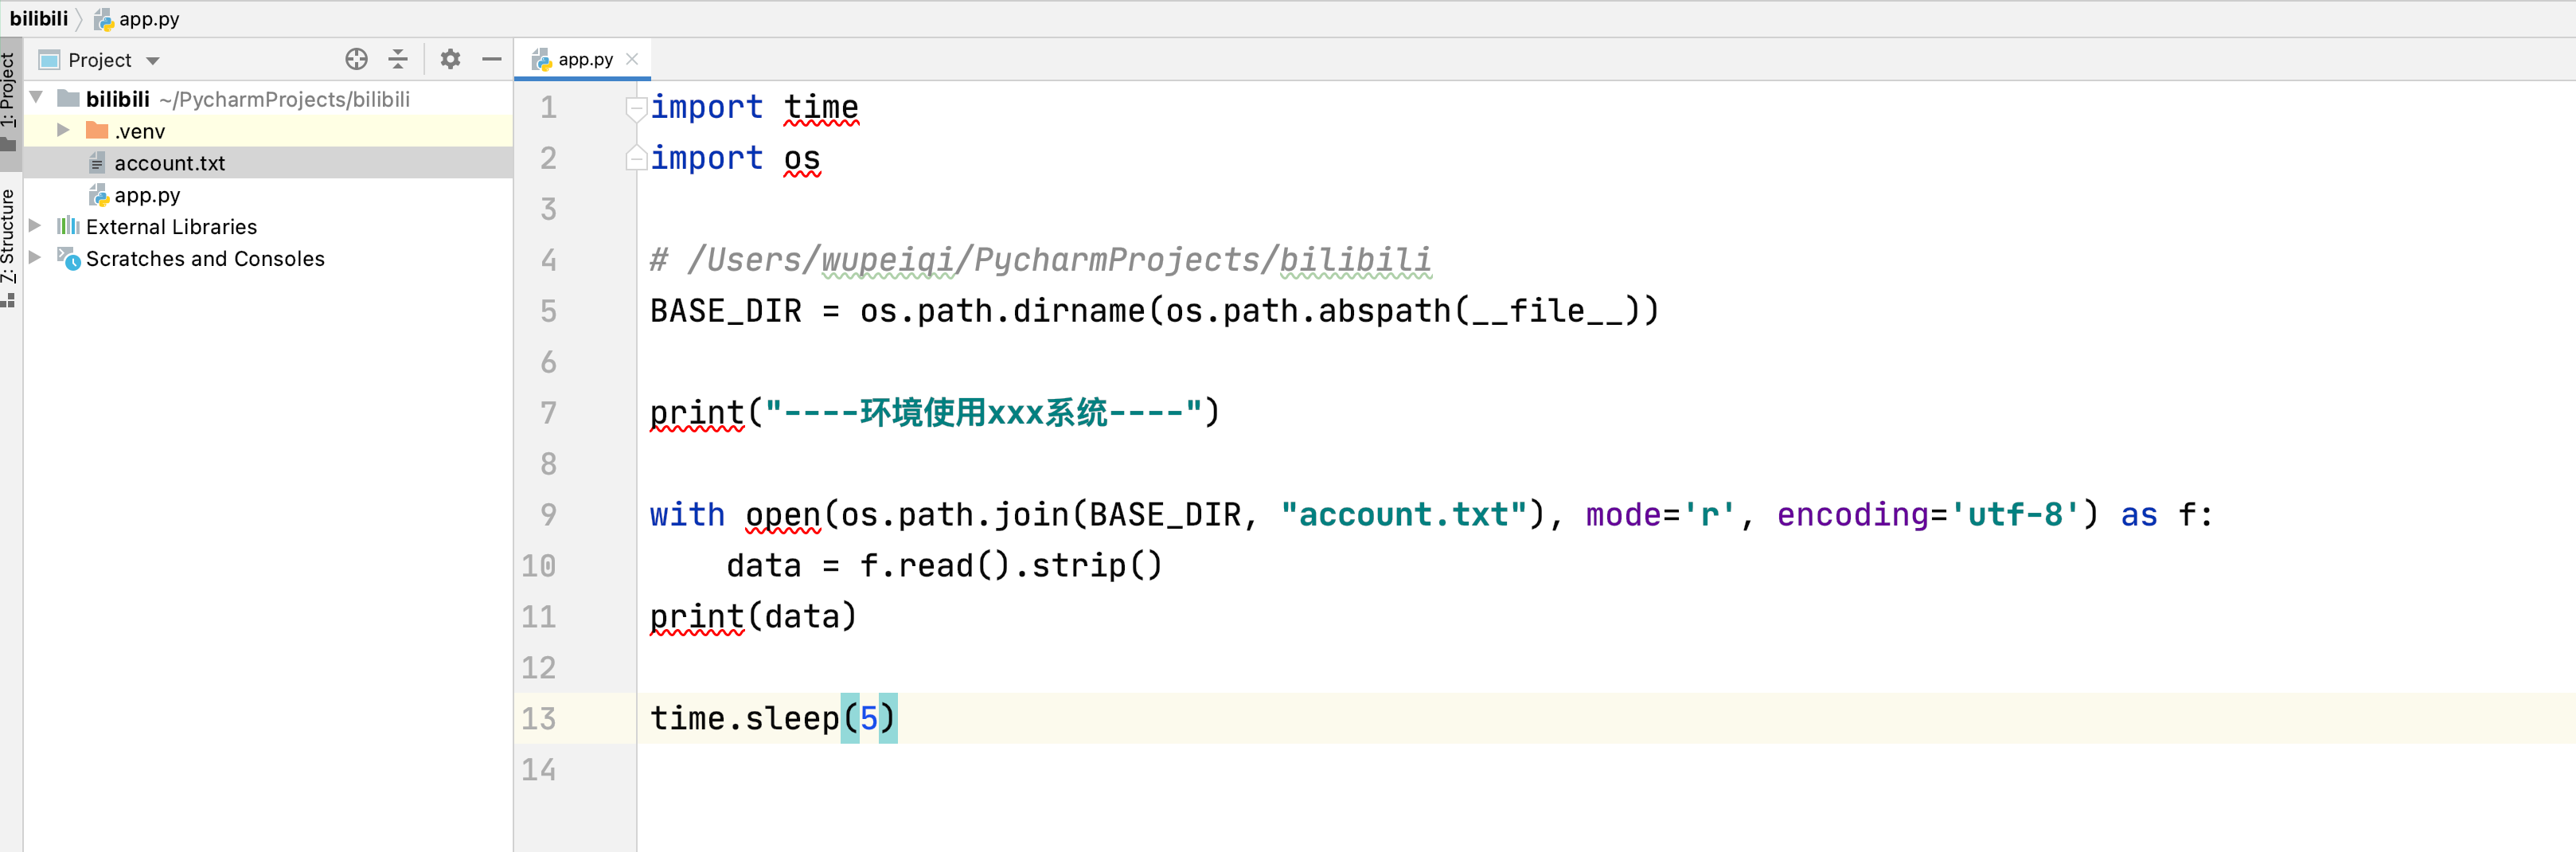 bilibili app.py
1: Project
Project
bilibili ~/PycharmProjects/bilibili
.venv
account.txt
app.py
External Libraries
Scratches and Consoles
7: Structure
app.py
1 import time
2 import os
3
4 # /Users/wupeiqi/PycharmProjects/bilibili
5 BASE_DIR = os.path.dirname(os.path.abspath(__file__))
6
7 print("----环境使用xxx系统----")
8
9 with open(os.path.join(BASE_DIR, "account.txt"), mode='r', encoding='utf-8') as f:
10     data = f.read().strip()
11 print(data)
12
13 time.sleep(5)
14